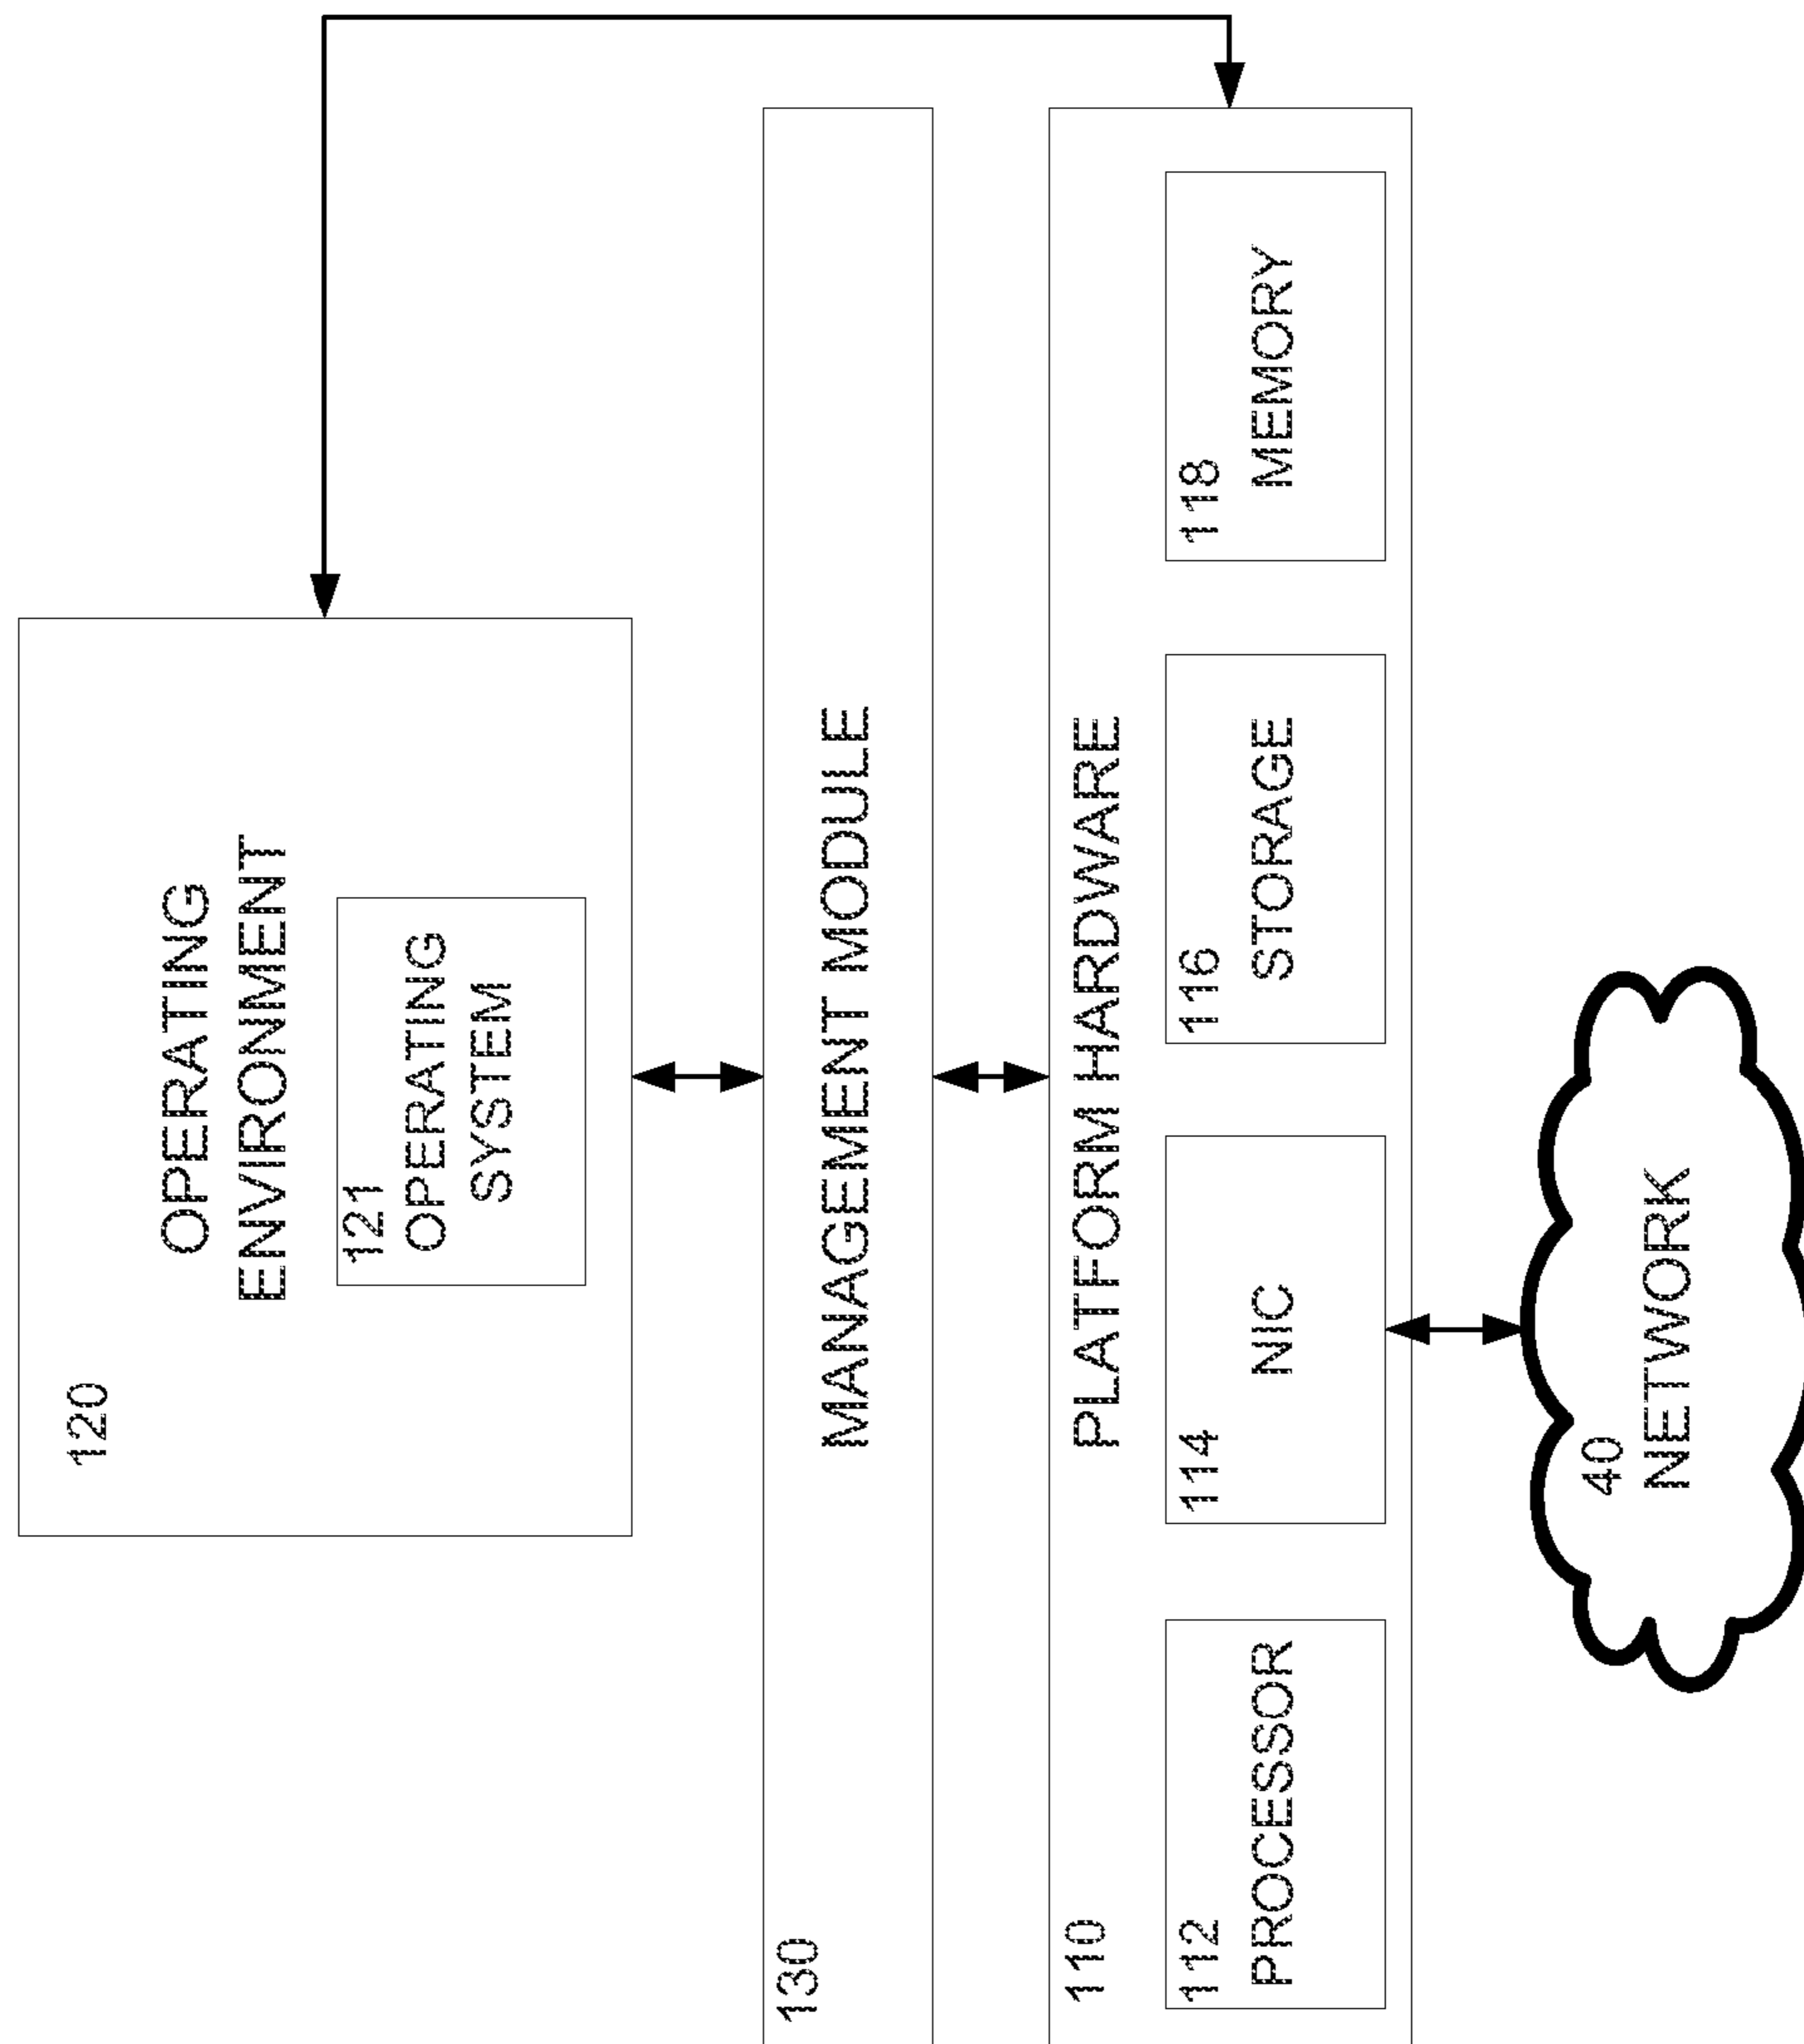 120
OPERATING
ENVIRONMENT
121
OPERATING
SYSTEM
130
MANAGEMENT MODULE
110
PLATFORM HARDWARE
112
PROCESSOR
114
NIC
116
STORAGE
118
MEMORY
40
NETWORK